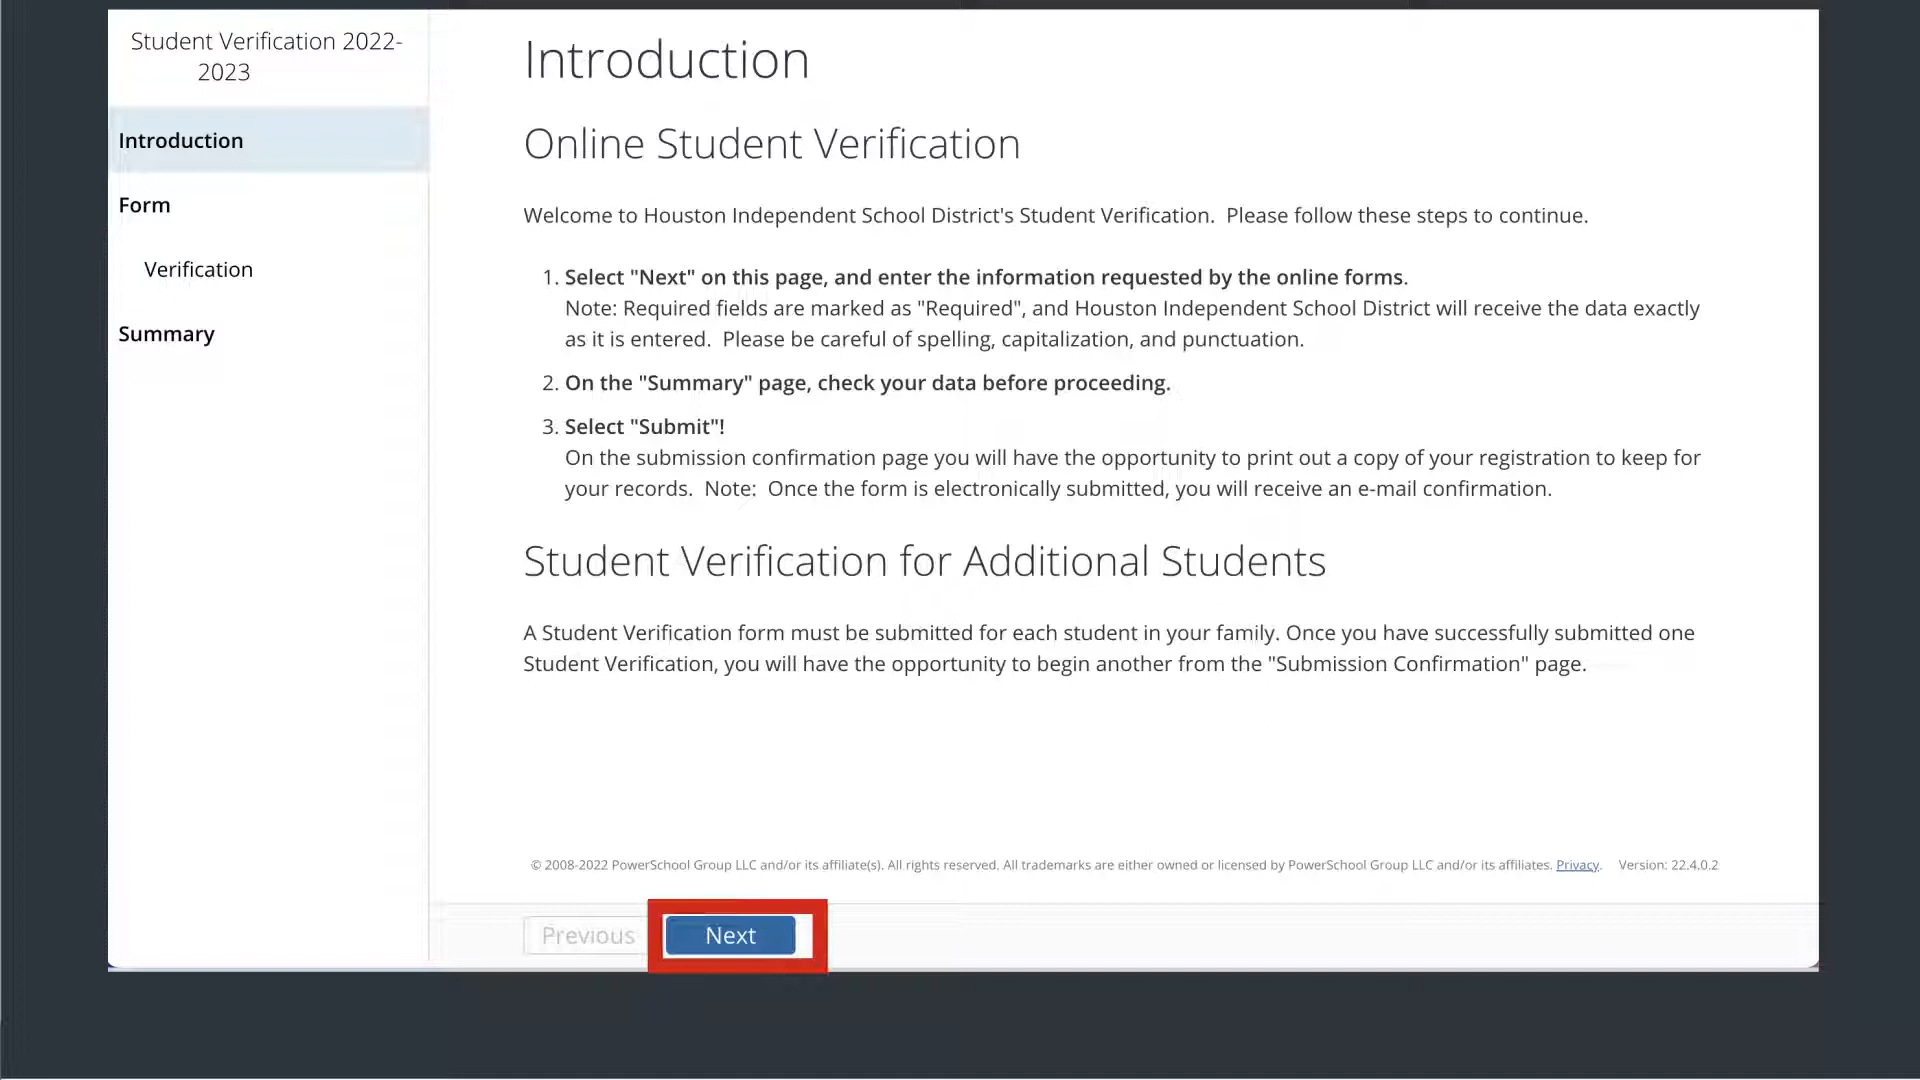 Student Verification 2022-
2023
Introduction
Form
Verification
Summary
Introduction
Online Student Verification
Welcome to Houston Independent School District's Student Verification.  Please follow these steps to continue.
1. Select "Next" on this page, and enter the information requested by the online forms.
Note: Required fields are marked as "Required", and Houston Independent School District will receive the data exactly
as it is entered.  Please be careful of spelling, capitalization, and punctuation.
2. On the "Summary" page, check your data before proceeding.
3. Select "Submit"!
On the submission confirmation page you will have the opportunity to print out a copy of your registration to keep for
your records.  Note:  Once the form is electronically submitted, you will receive an e-mail confirmation.
Student Verification for Additional Students
A Student Verification form must be submitted for each student in your family. Once you have successfully submitted one
Student Verification, you will have the opportunity to begin another from the "Submission Confirmation" page.
© 2008-2022 PowerSchool Group LLC and/or its affiliate(s). All rights reserved. All trademarks are either owned or licensed by PowerSchool Group LLC and/or its affiliates. Privacy.    Version: 22.4.0.2
Previous Next